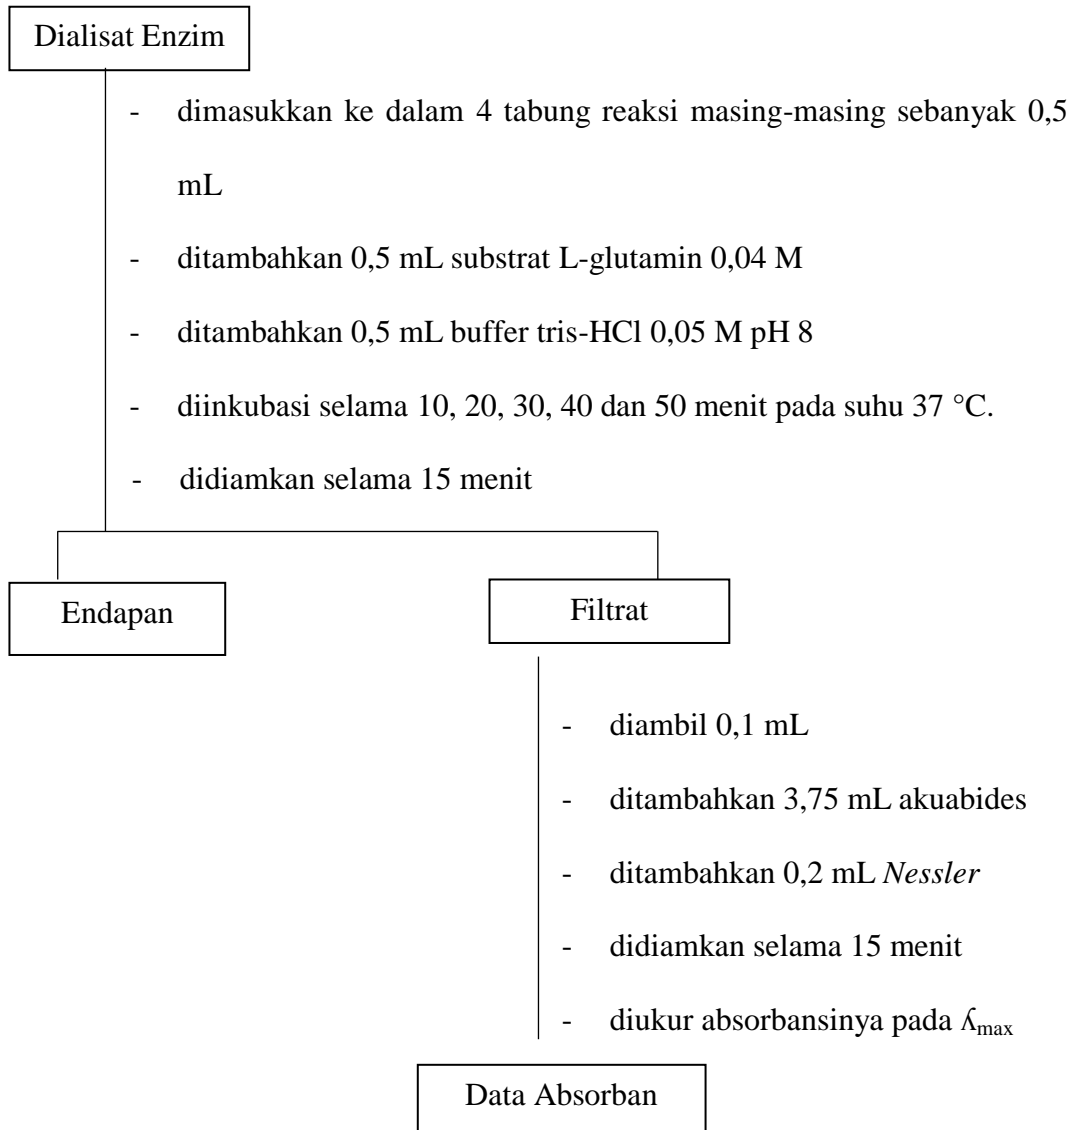 Dialisat Enzim
- dimasukkan ke dalam 4 tabung reaksi masing-masing sebanyak 0,5
mL
- ditambahkan 0,5 mL substrat L-glutamin 0,04 M
- ditambahkan 0,5 mL buffer tris-HCl 0,05 M pH 8
- diinkubasi selama 10, 20, 30, 40 dan 50 menit pada suhu 37 °C.
- didiamkan selama 15 menit
Endapan
Filtrat
- diambil 0,1 mL
- ditambahkan 3,75 mL akuabides
- ditambahkan 0,2 mL Nessler
- didiamkan selama 15 menit
- diukur absorbansinya pada ʎmax
Data Absorban